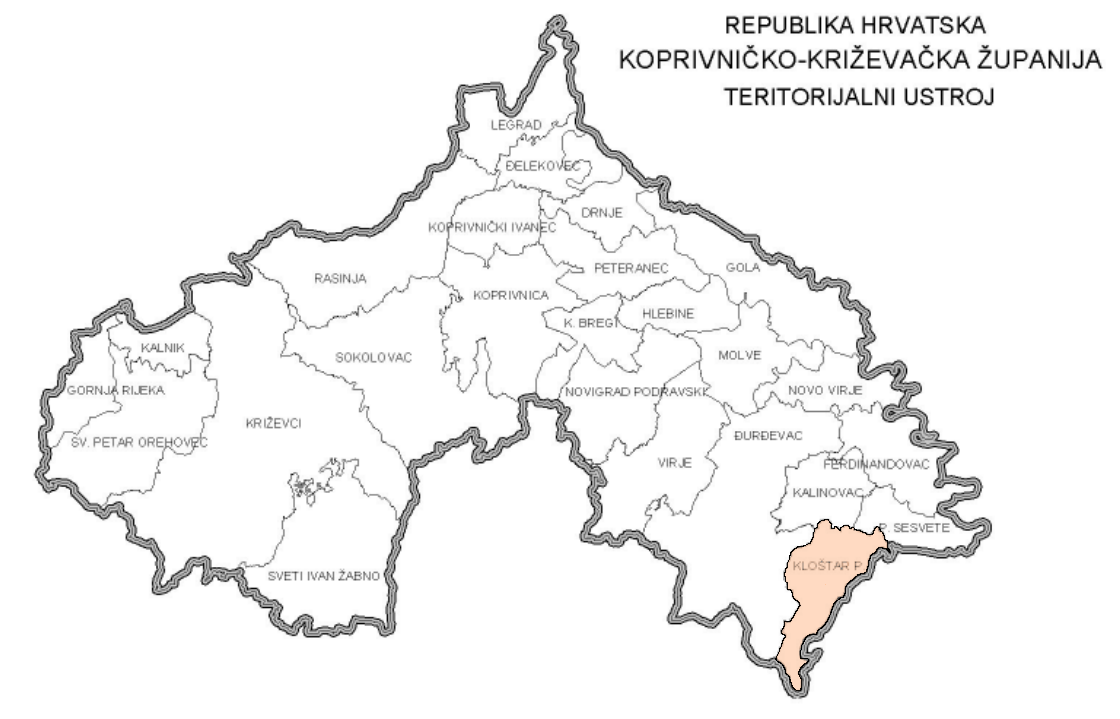 REPUBLIKA HRVATSKA
KOPRIVNIČKO-KRIŽEVAČKA ŽUPANIJA
TERITORIJALNI USTROJ
LEGRAD
ĐELEKOVEC
DRNJE
KOPRIVNIČKI IVANEC
PETERANEC
GOLA
RASINJA
KOPRIVNICA
HLEBINE
K. BREGI
KALNIK
SOKOLOVAC
MOLVE
GORNJA RIJEKA
NOVIGRAD PODRAVSKI
NOVO VIRJE
KRIŽEVCI
ĐURĐEVAC
SV. PETAR OREHOVEC
VIRJE
FERDINANDOVAC
KALINOVAC
P. SESVETE
KLOŠTAR P.
SVETI IVAN ŽABNO